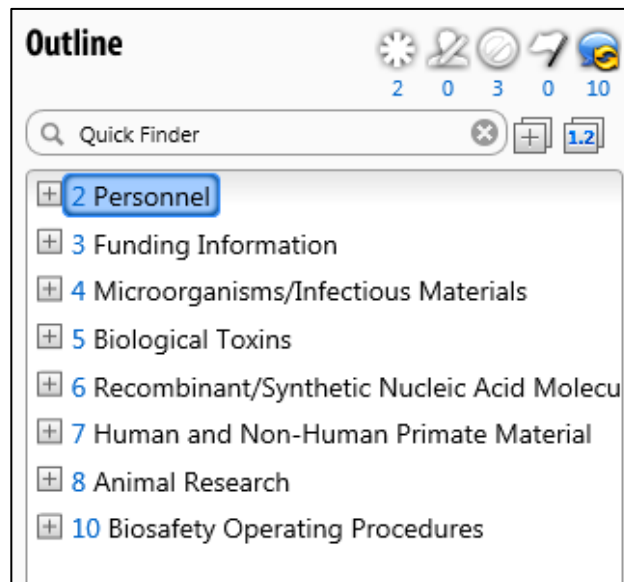 Outline
2 0 3 0 10
Quick Finder
1.2
2 Personnel
3 Funding Information
4 Microorganisms/Infectious Materials
5 Biological Toxins
6 Recombinant/Synthetic Nucleic Acid Molecu
7 Human and Non-Human Primate Material
8 Animal Research
10 Biosafety Operating Procedures